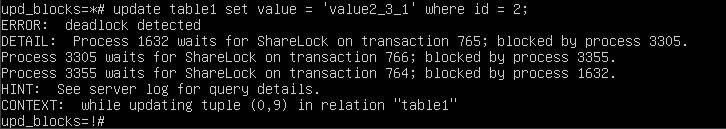 upd_blocks=*# update table1 set value = 'value2_3_1' where id = 2;
ERROR:  deadlock detected
DETAIL:  Process 1632 waits for ShareLock on transaction 765; blocked by process 3305.
Process 3305 waits for ShareLock on transaction 766; blocked by process 3355.
Process 3355 waits for ShareLock on transaction 764; blocked by process 1632.
HINT:  See server log for query details.
CONTEXT:  while updating tuple (0,9) in relation "table1"
upd_blocks=!#